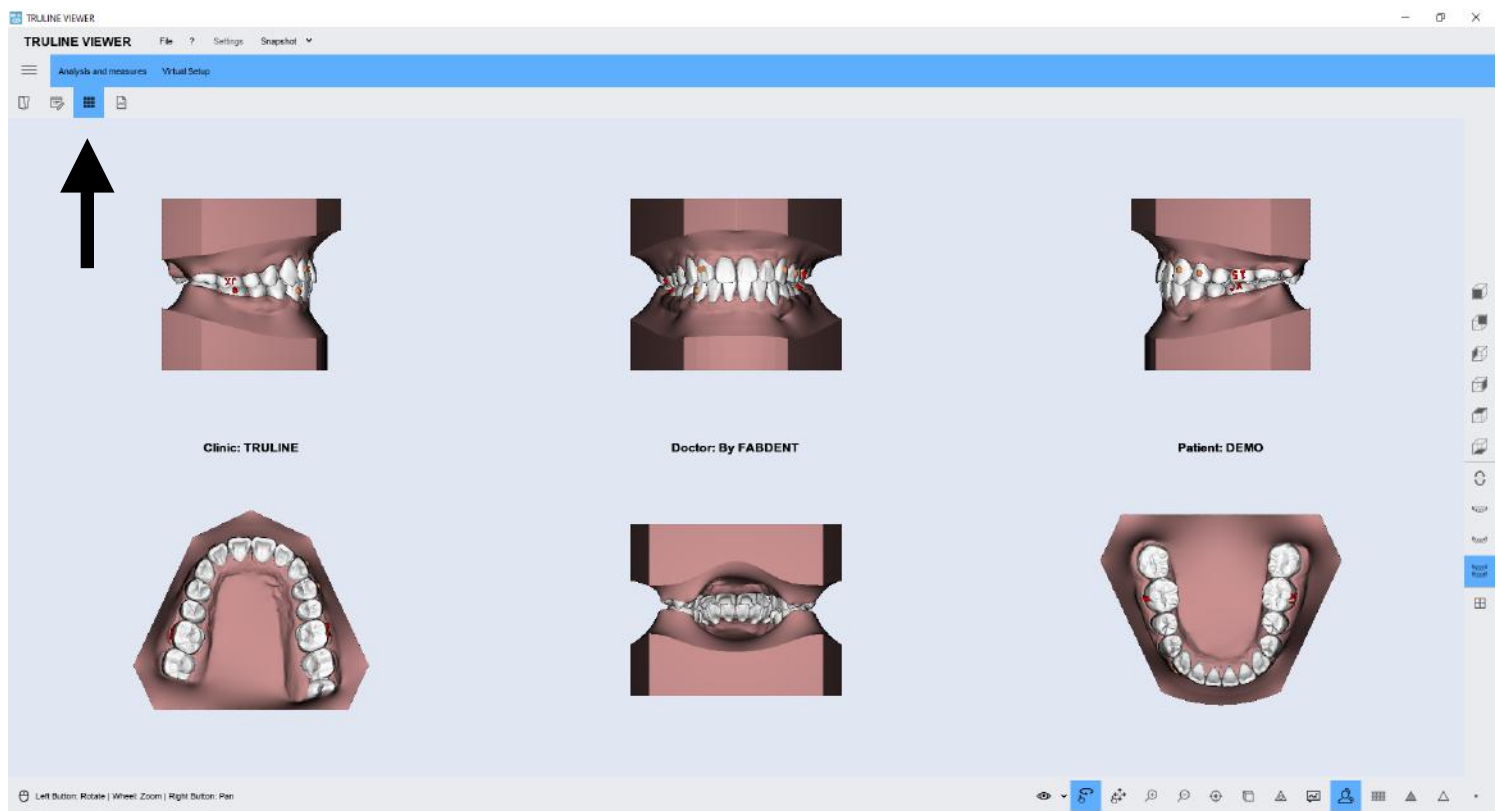 TRULINE VIEWER
TRULINE VIEWER File ? Settings Snapshot
Analysis and measures Virtual Setup
Clinic: TRULINE
Doctor: By FABDENT
Patient: DEMO
Left Button: Rotate | Wheel: Zoom | Right Button: Pan